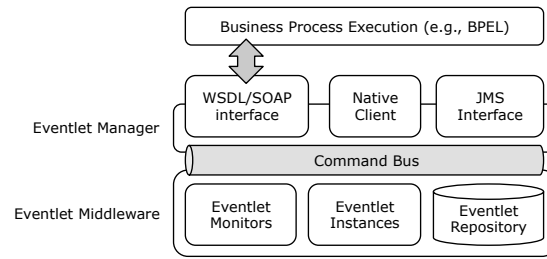 Business Process Execution (e.g., BPEL)
WSDL/SOAP
interface
Native
Client
JMS
Interface
Eventlet Manager
Command Bus
Eventlet Middleware
Eventlet
Monitors
Eventlet
Instances
Eventlet
Repository